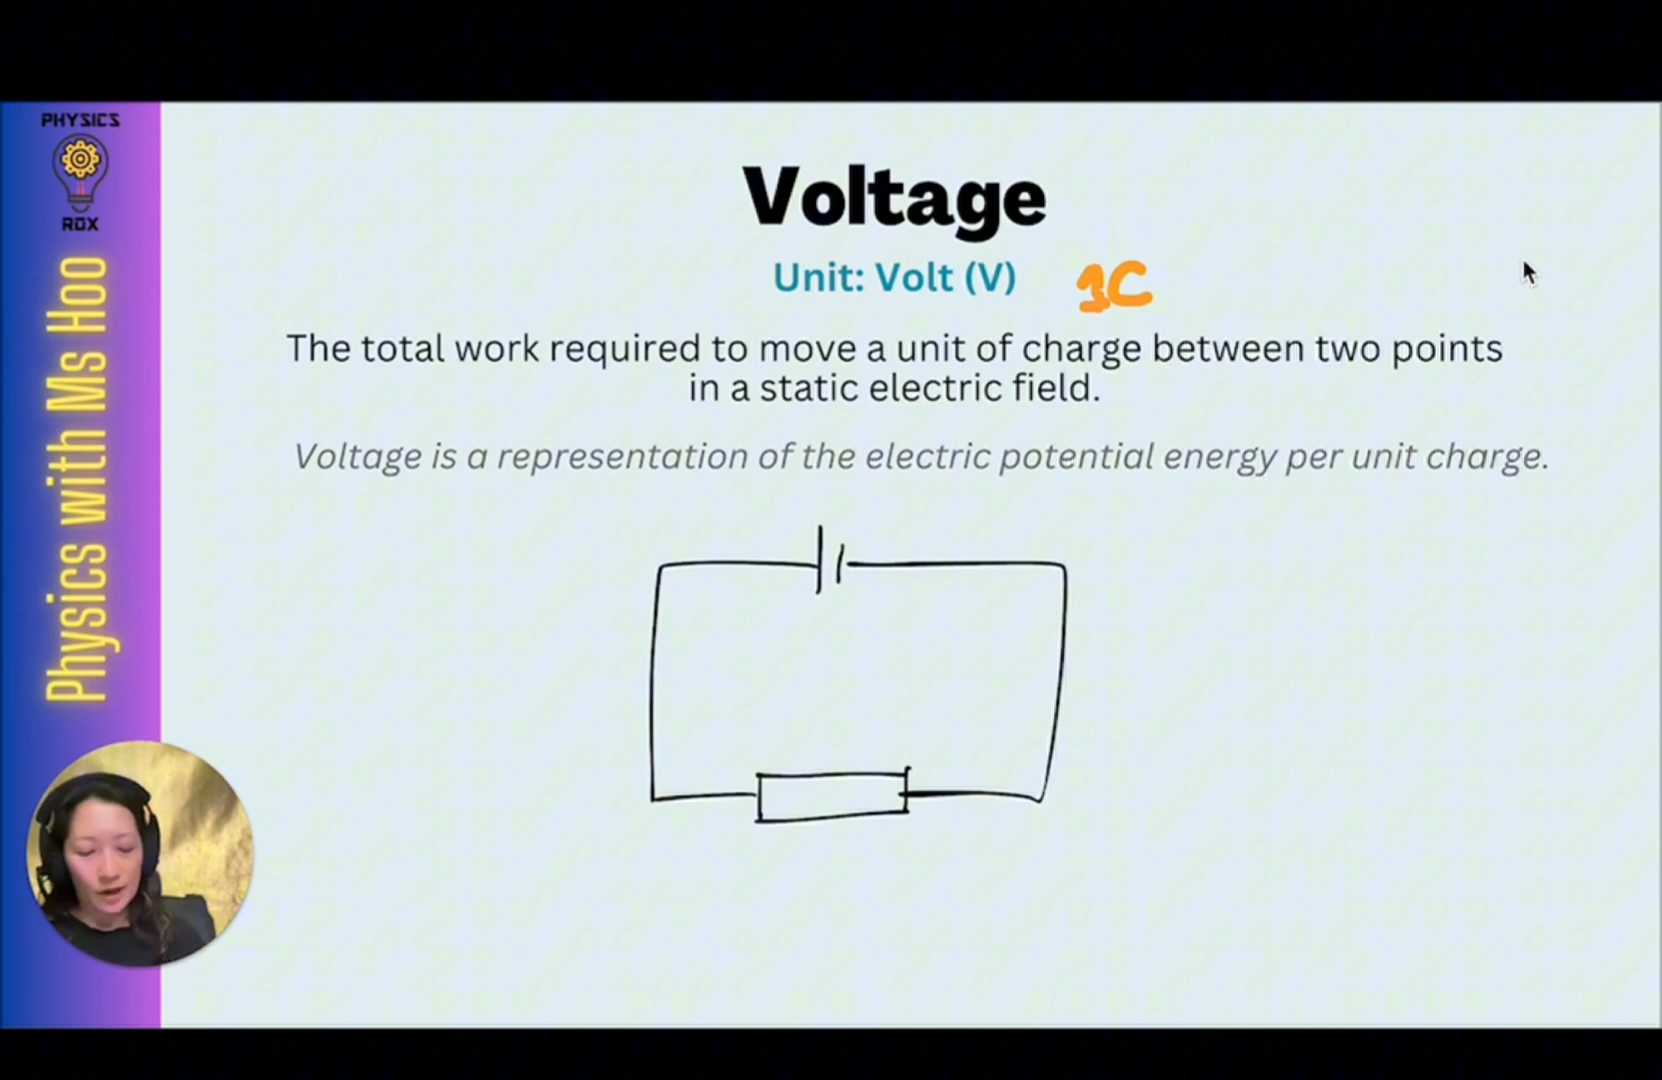 PHYSICS
ROX
Physics with Ms Hoo
Voltage
Unit: Volt (V)
1C
The total work required to move a unit of charge between two points
in a static electric field.
Voltage is a representation of the electric potential energy per unit charge.